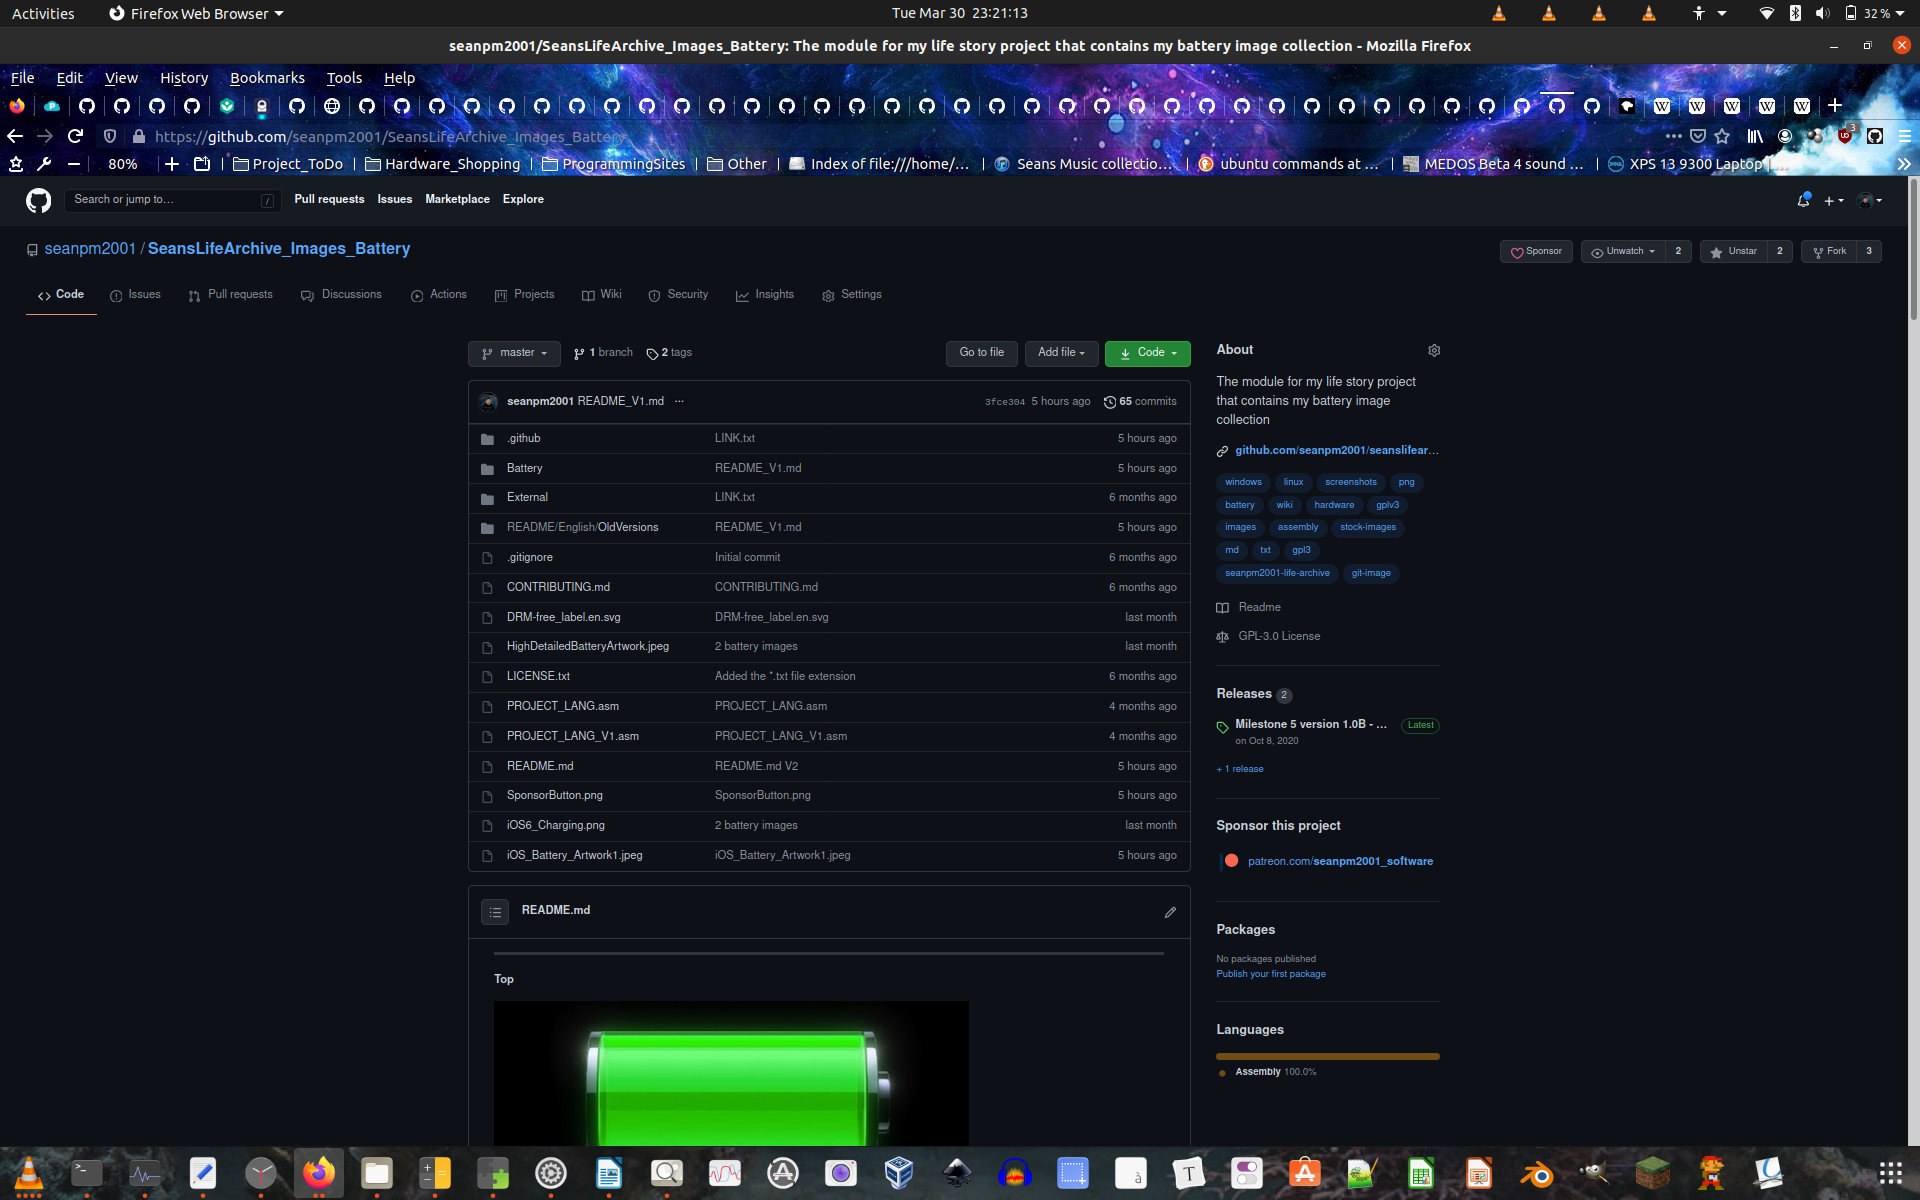 Activities Firefox Web Browser Tue Mar 30 23:21:13 32 %
seanpm2001/SeansLifeArchive_Images_Battery: The module for my life story project that contains my battery image collection - Mozilla Firefox
File Edit View History Bookmarks Tools Help
https://github.com/seanpm2001/SeansLifeArchive_Images_Battery 3
80% Project_ToDo Hardware_Shopping ProgrammingSites Other Index of file:///home/… Seans Music collectio… ubuntu commands at … MEDOS Beta 4 sound … XPS 13 9300 Laptop |…
Search or jump to… / Pull requests Issues Marketplace Explore
seanpm2001 / SeansLifeArchive_Images_Battery Sponsor Unwatch 2 Unstar 2 Fork 3
Code Issues Pull requests Discussions Actions Projects Wiki Security Insights Settings
master 1 branch 2 tags Go to file Add file Code
seanpm2001 README_V1.md ... 3fce304 5 hours ago 65 commits
.github LINK.txt 5 hours ago
Battery README_V1.md 5 hours ago
External LINK.txt 6 months ago
README/English/OldVersions README_V1.md 5 hours ago
.gitignore Initial commit 6 months ago
CONTRIBUTING.md CONTRIBUTING.md 6 months ago
DRM-free_label.en.svg DRM-free_label.en.svg last month
HighDetailedBatteryArtwork.jpeg 2 battery images last month
LICENSE.txt Added the *.txt file extension 6 months ago
PROJECT_LANG.asm PROJECT_LANG.asm 4 months ago
PROJECT_LANG_V1.asm PROJECT_LANG_V1.asm 4 months ago
README.md README.md V2 5 hours ago
SponsorButton.png SponsorButton.png 5 hours ago
iOS6_Charging.png 2 battery images last month
iOS_Battery_Artwork1.jpeg iOS_Battery_Artwork1.jpeg 5 hours ago
README.md
Top
About
The module for my life story project
that contains my battery image
collection
github.com/seanpm2001/seanslifear…
windows linux screenshots png
battery wiki hardware gplv3
images assembly stock-images
md txt gpl3
seanpm2001-life-archive git-image
Readme
GPL-3.0 License
Releases 2
Milestone 5 version 1.0B - … Latest
on Oct 8, 2020
+ 1 release
Sponsor this project
patreon.com/seanpm2001_software
Packages
No packages published
Publish your first package
Languages
Assembly 100.0%